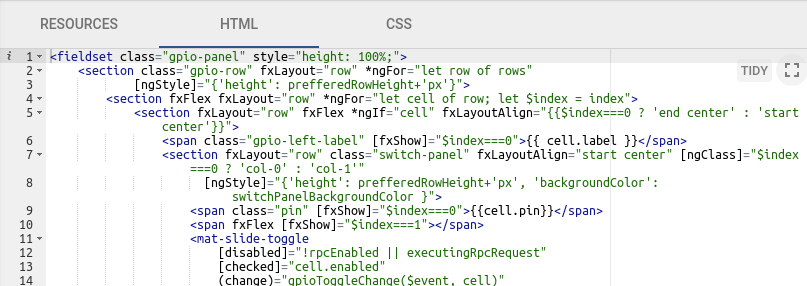 RESOURCES HTML CSS
i 1 <fieldset class="gpio-panel" style="height: 100%;">
2 <section class="gpio-row" fxLayout="row" *ngFor="let row of rows"
TIDY
3 [ngStyle]="{'height': prefferedRowHeight+'px'}">
4 <section fxFlex fxLayout="row" *ngFor="let cell of row; let $index = index">
5 <section fxLayout="row" fxFlex *ngIf="cell" fxLayoutAlign="{{$index===0 ? 'end center' : 'start
center'}}">
6 <span class="gpio-left-label" [fxShow]="$index===0">{{ cell.label }}</span>
7 <section fxLayout="row" class="switch-panel" fxLayoutAlign="start center" [ngClass]="$index
===0 ? 'col-0' : 'col-1'"
8 [ngStyle]="{'height': prefferedRowHeight+'px', 'backgroundColor':
switchPanelBackgroundColor }">
9 <span class="pin" [fxShow]="$index===0">{{cell.pin}}</span>
10 <span fxFlex [fxShow]="$index===1"></span>
11 <mat-slide-toggle
12 [disabled]="!rpcEnabled || executingRpcRequest"
13 [checked]="cell.enabled"
14 (change)="gpioToggleChange($event, cell)"